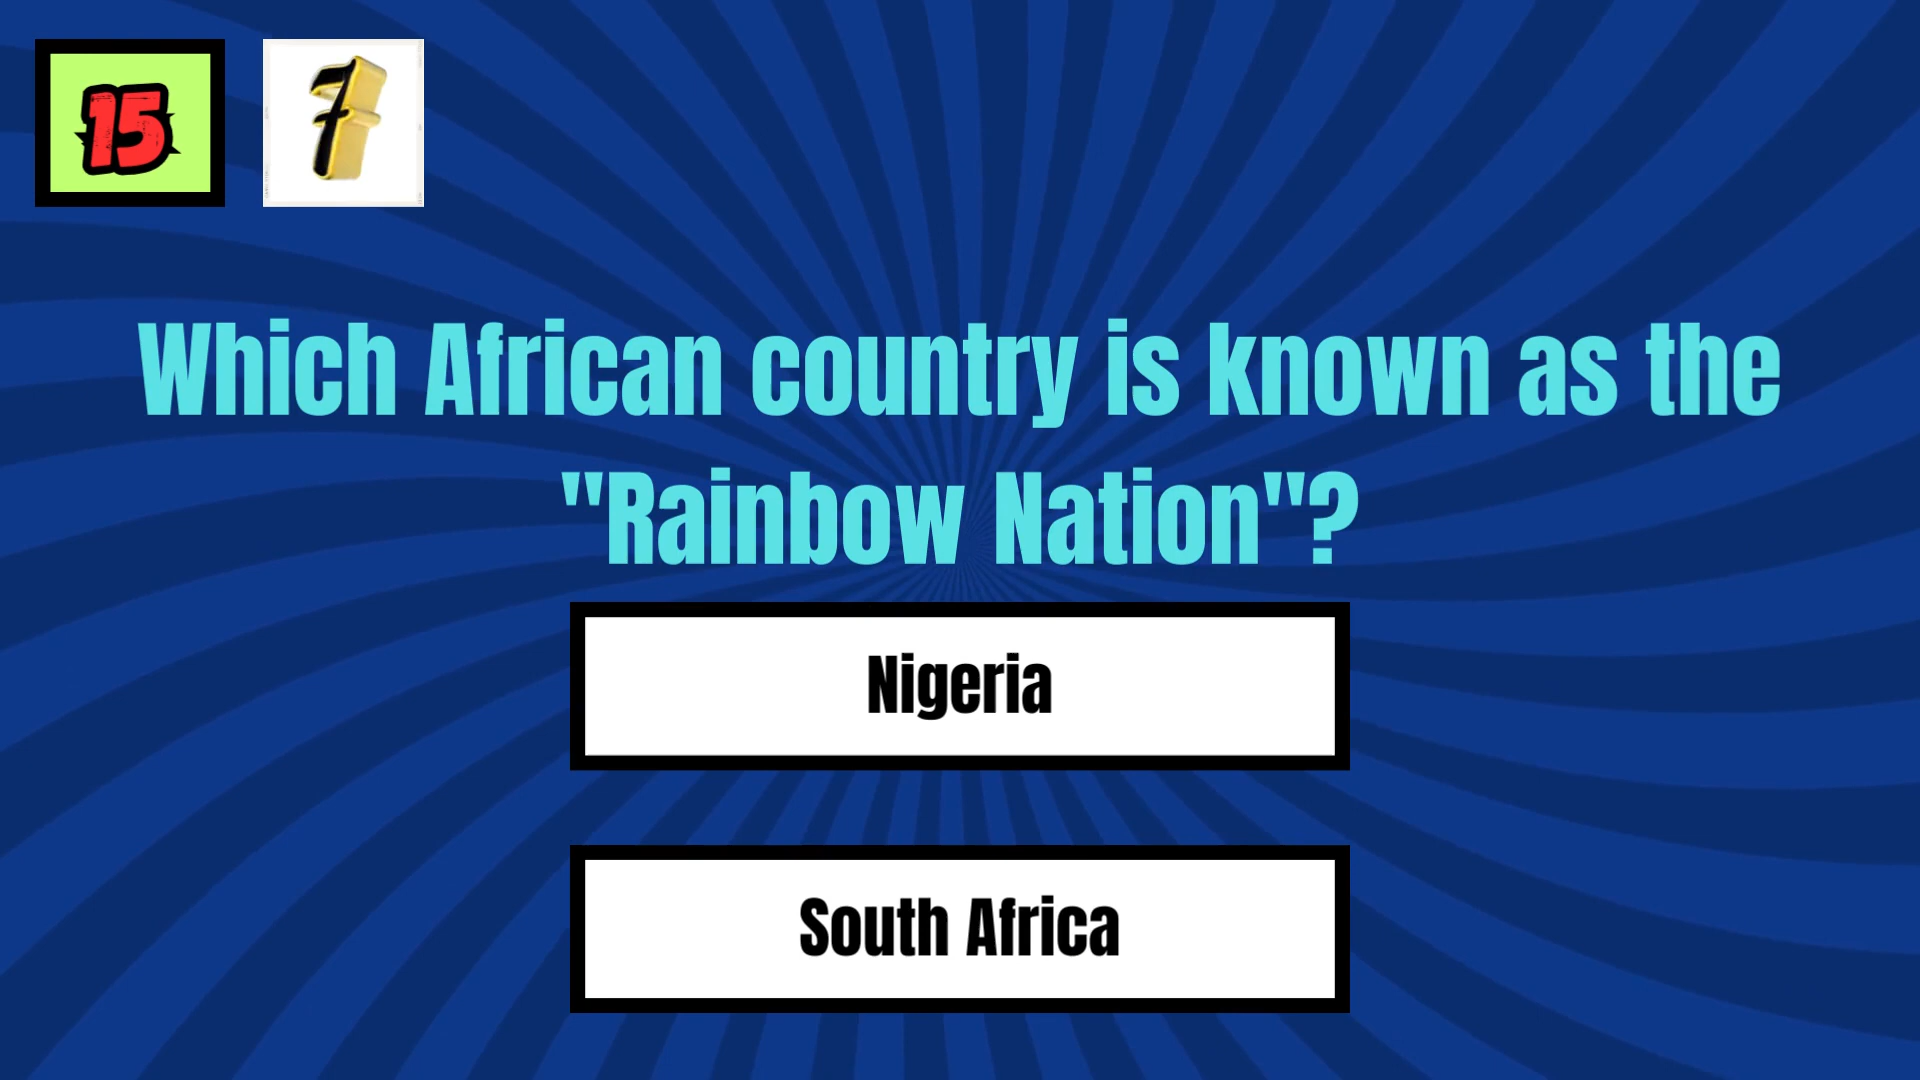 15
7
Which African country is known as the
"Rainbow Nation"?
Nigeria
South Africa